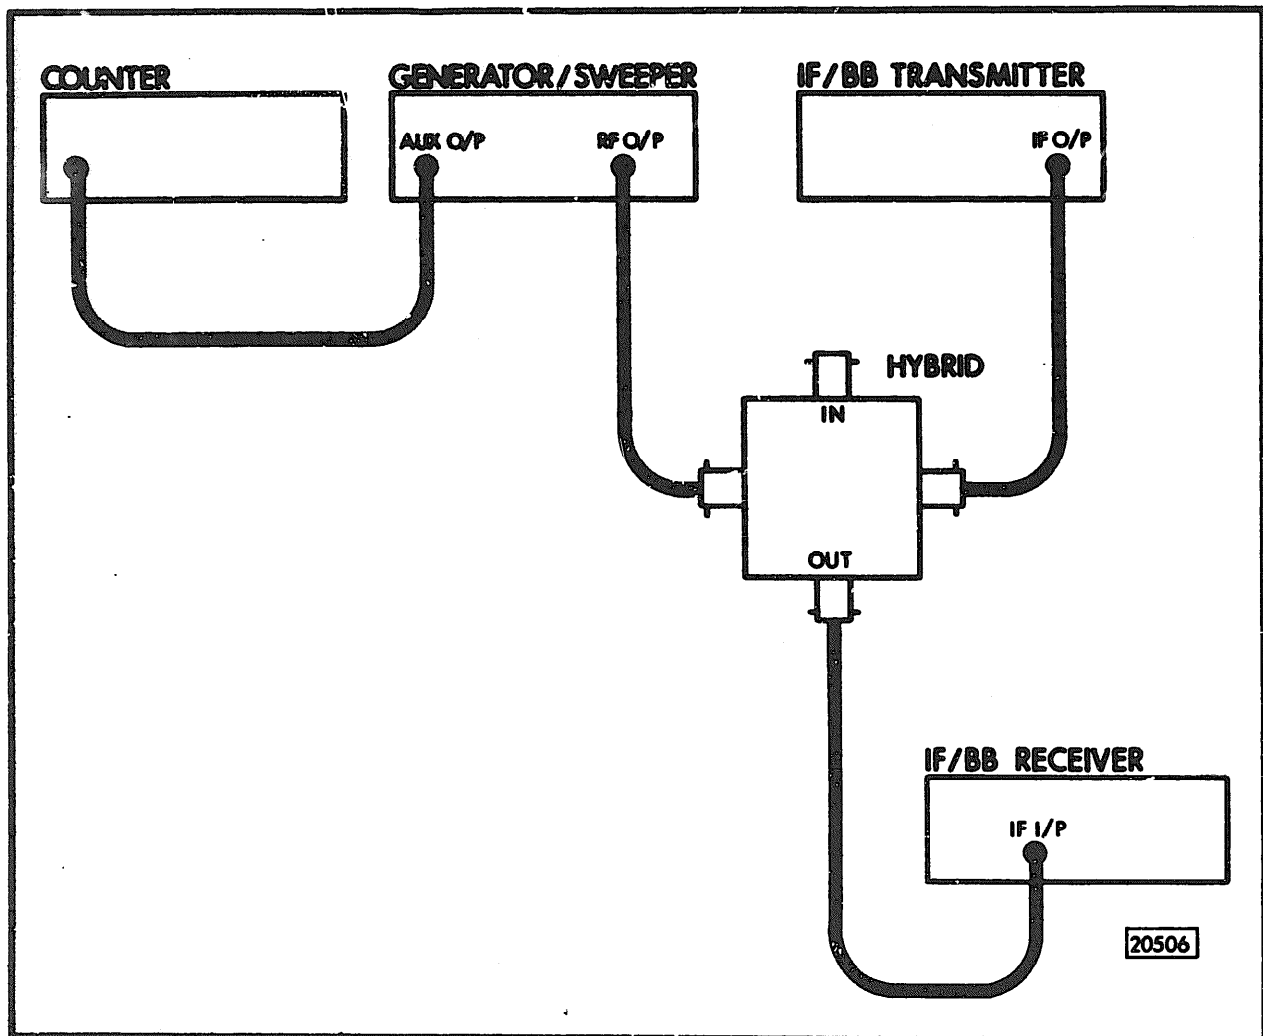 COUNTER
GENERATOR/SWEEPER
IF/BB TRANSMITTER
AUX O/P
RF O/P
IF O/P
HYBRID
IN
OUT
IF/BB RECEIVER
IF I/P
20506